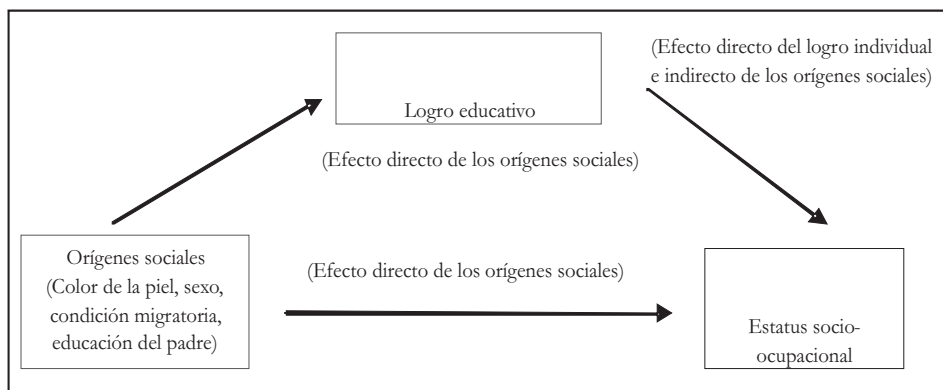 (Efecto directo del logro individual
e indirecto de los orígenes sociales)
Logro educativo
(Efecto directo de los orígenes sociales)
Orígenes sociales
(Color de la piel, sexo,
condición migratoria,
educación del padre)
(Efecto directo de los orígenes sociales)
Estatus socio-
ocupacional